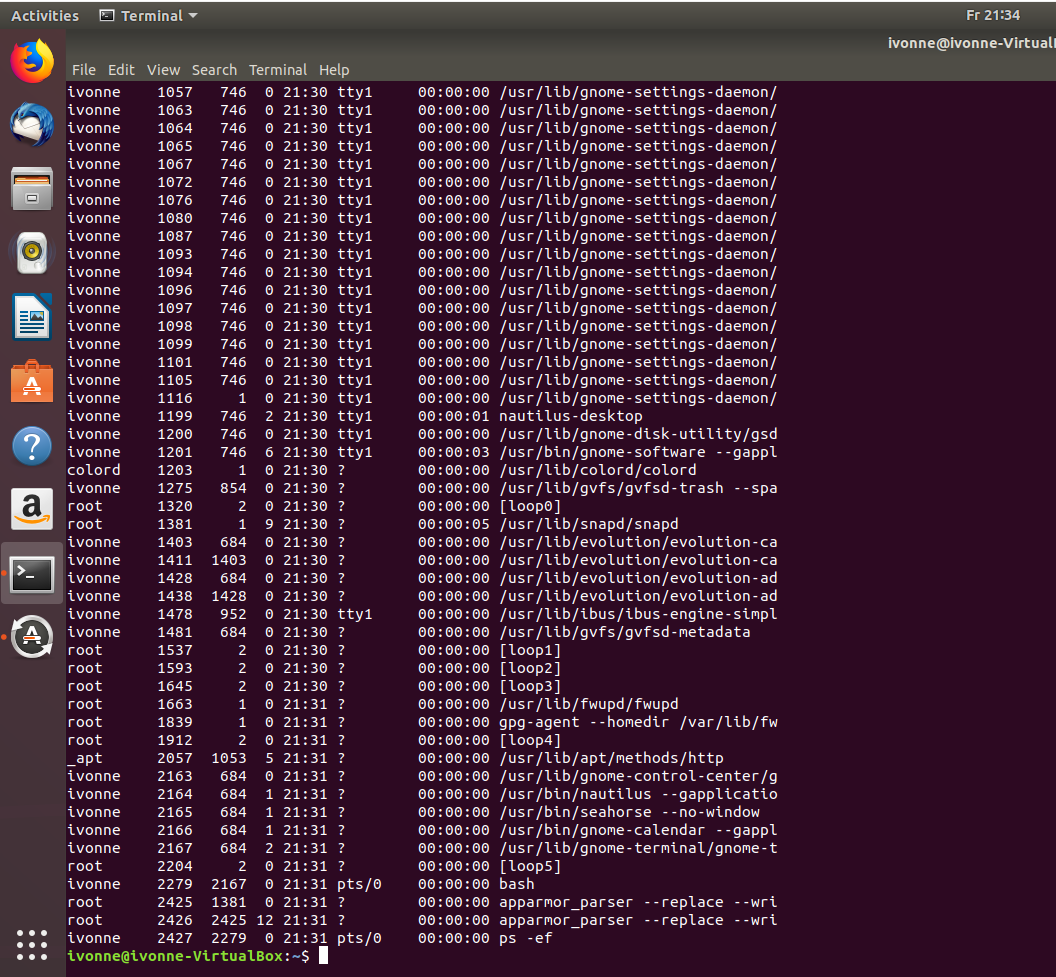 Activities Terminal Fr 21:34
ivonne@ivonne-Virtual
File Edit View Search Terminal Help
ivonne 1057 746 0 21:30 tty1 00:00:00 /usr/lib/gnome-settings-daemon/
ivonne 1063 746 0 21:30 tty1 00:00:00 /usr/lib/gnome-settings-daemon/
ivonne 1064 746 0 21:30 tty1 00:00:00 /usr/lib/gnome-settings-daemon/
ivonne 1065 746 0 21:30 tty1 00:00:00 /usr/lib/gnome-settings-daemon/
ivonne 1067 746 0 21:30 tty1 00:00:00 /usr/lib/gnome-settings-daemon/
ivonne 1072 746 0 21:30 tty1 00:00:00 /usr/lib/gnome-settings-daemon/
ivonne 1076 746 0 21:30 tty1 00:00:00 /usr/lib/gnome-settings-daemon/
ivonne 1080 746 0 21:30 tty1 00:00:00 /usr/lib/gnome-settings-daemon/
ivonne 1087 746 0 21:30 tty1 00:00:00 /usr/lib/gnome-settings-daemon/
ivonne 1093 746 0 21:30 tty1 00:00:00 /usr/lib/gnome-settings-daemon/
ivonne 1094 746 0 21:30 tty1 00:00:00 /usr/lib/gnome-settings-daemon/
ivonne 1096 746 0 21:30 tty1 00:00:00 /usr/lib/gnome-settings-daemon/
ivonne 1097 746 0 21:30 tty1 00:00:00 /usr/lib/gnome-settings-daemon/
ivonne 1098 746 0 21:30 tty1 00:00:00 /usr/lib/gnome-settings-daemon/
ivonne 1099 746 0 21:30 tty1 00:00:00 /usr/lib/gnome-settings-daemon/
ivonne 1101 746 0 21:30 tty1 00:00:00 /usr/lib/gnome-settings-daemon/
ivonne 1105 746 0 21:30 tty1 00:00:00 /usr/lib/gnome-settings-daemon/
ivonne 1116 1 0 21:30 tty1 00:00:00 /usr/lib/gnome-settings-daemon/
ivonne 1199 746 2 21:30 tty1 00:00:01 nautilus-desktop
ivonne 1200 746 0 21:30 tty1 00:00:00 /usr/lib/gnome-disk-utility/gsd
ivonne 1201 746 6 21:30 tty1 00:00:03 /usr/bin/gnome-software --gappl
colord 1203 1 0 21:30 ? 00:00:00 /usr/lib/colord/colord
ivonne 1275 854 0 21:30 ? 00:00:00 /usr/lib/gvfs/gvfsd-trash --spa
root 1320 2 0 21:30 ? 00:00:00 [loop0]
root 1381 1 9 21:30 ? 00:00:05 /usr/lib/snapd/snapd
ivonne 1403 684 0 21:30 ? 00:00:00 /usr/lib/evolution/evolution-ca
ivonne 1411 1403 0 21:30 ? 00:00:00 /usr/lib/evolution/evolution-ca
ivonne 1428 684 0 21:30 ? 00:00:00 /usr/lib/evolution/evolution-ad
ivonne 1438 1428 0 21:30 ? 00:00:00 /usr/lib/evolution/evolution-ad
ivonne 1478 952 0 21:30 tty1 00:00:00 /usr/lib/ibus/ibus-engine-simpl
ivonne 1481 684 0 21:30 ? 00:00:00 /usr/lib/gvfs/gvfsd-metadata
root 1537 2 0 21:30 ? 00:00:00 [loop1]
root 1593 2 0 21:30 ? 00:00:00 [loop2]
root 1645 2 0 21:30 ? 00:00:00 [loop3]
root 1663 1 0 21:31 ? 00:00:00 /usr/lib/fwupd/fwupd
root 1839 1 0 21:31 ? 00:00:00 gpg-agent --homedir /var/lib/fw
root 1912 2 0 21:31 ? 00:00:00 [loop4]
_apt 2057 1053 5 21:31 ? 00:00:00 /usr/lib/apt/methods/http
ivonne 2163 684 0 21:31 ? 00:00:00 /usr/lib/gnome-control-center/g
ivonne 2164 684 1 21:31 ? 00:00:00 /usr/bin/nautilus --gapplicatio
ivonne 2165 684 1 21:31 ? 00:00:00 /usr/bin/seahorse --no-window
ivonne 2166 684 1 21:31 ? 00:00:00 /usr/bin/gnome-calendar --gappl
ivonne 2167 684 2 21:31 ? 00:00:00 /usr/lib/gnome-terminal/gnome-t
root 2204 2 0 21:31 ? 00:00:00 [loop5]
ivonne 2279 2167 0 21:31 pts/0 00:00:00 bash
root 2425 1381 0 21:31 ? 00:00:00 apparmor_parser --replace --wri
root 2426 2425 12 21:31 ? 00:00:00 apparmor_parser --replace --wri
ivonne 2427 2279 0 21:31 pts/0 00:00:00 ps -ef
ivonne@ivonne-VirtualBox:~$